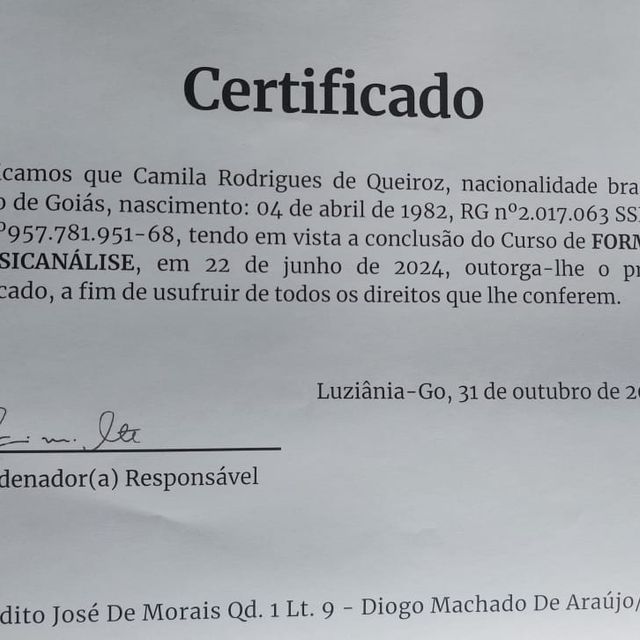 Certificado
icamos que Camila Rodrigues de Queiroz, nacionalidade bra
o de Goiás, nascimento: 04 de abril de 1982, RG nº2.017.063 SS
º957.781.951-68, tendo em vista a conclusão do Curso de FORM
SICANÁLISE, em 22 de junho de 2024, outorga-lhe o pr
cado, a fim de usufruir de todos os direitos que lhe conferem.
Luziânia-Go, 31 de outubro de 2
denador(a) Responsável
dito José De Morais Qd. 1 Lt. 9 - Diogo Machado De Araújo/